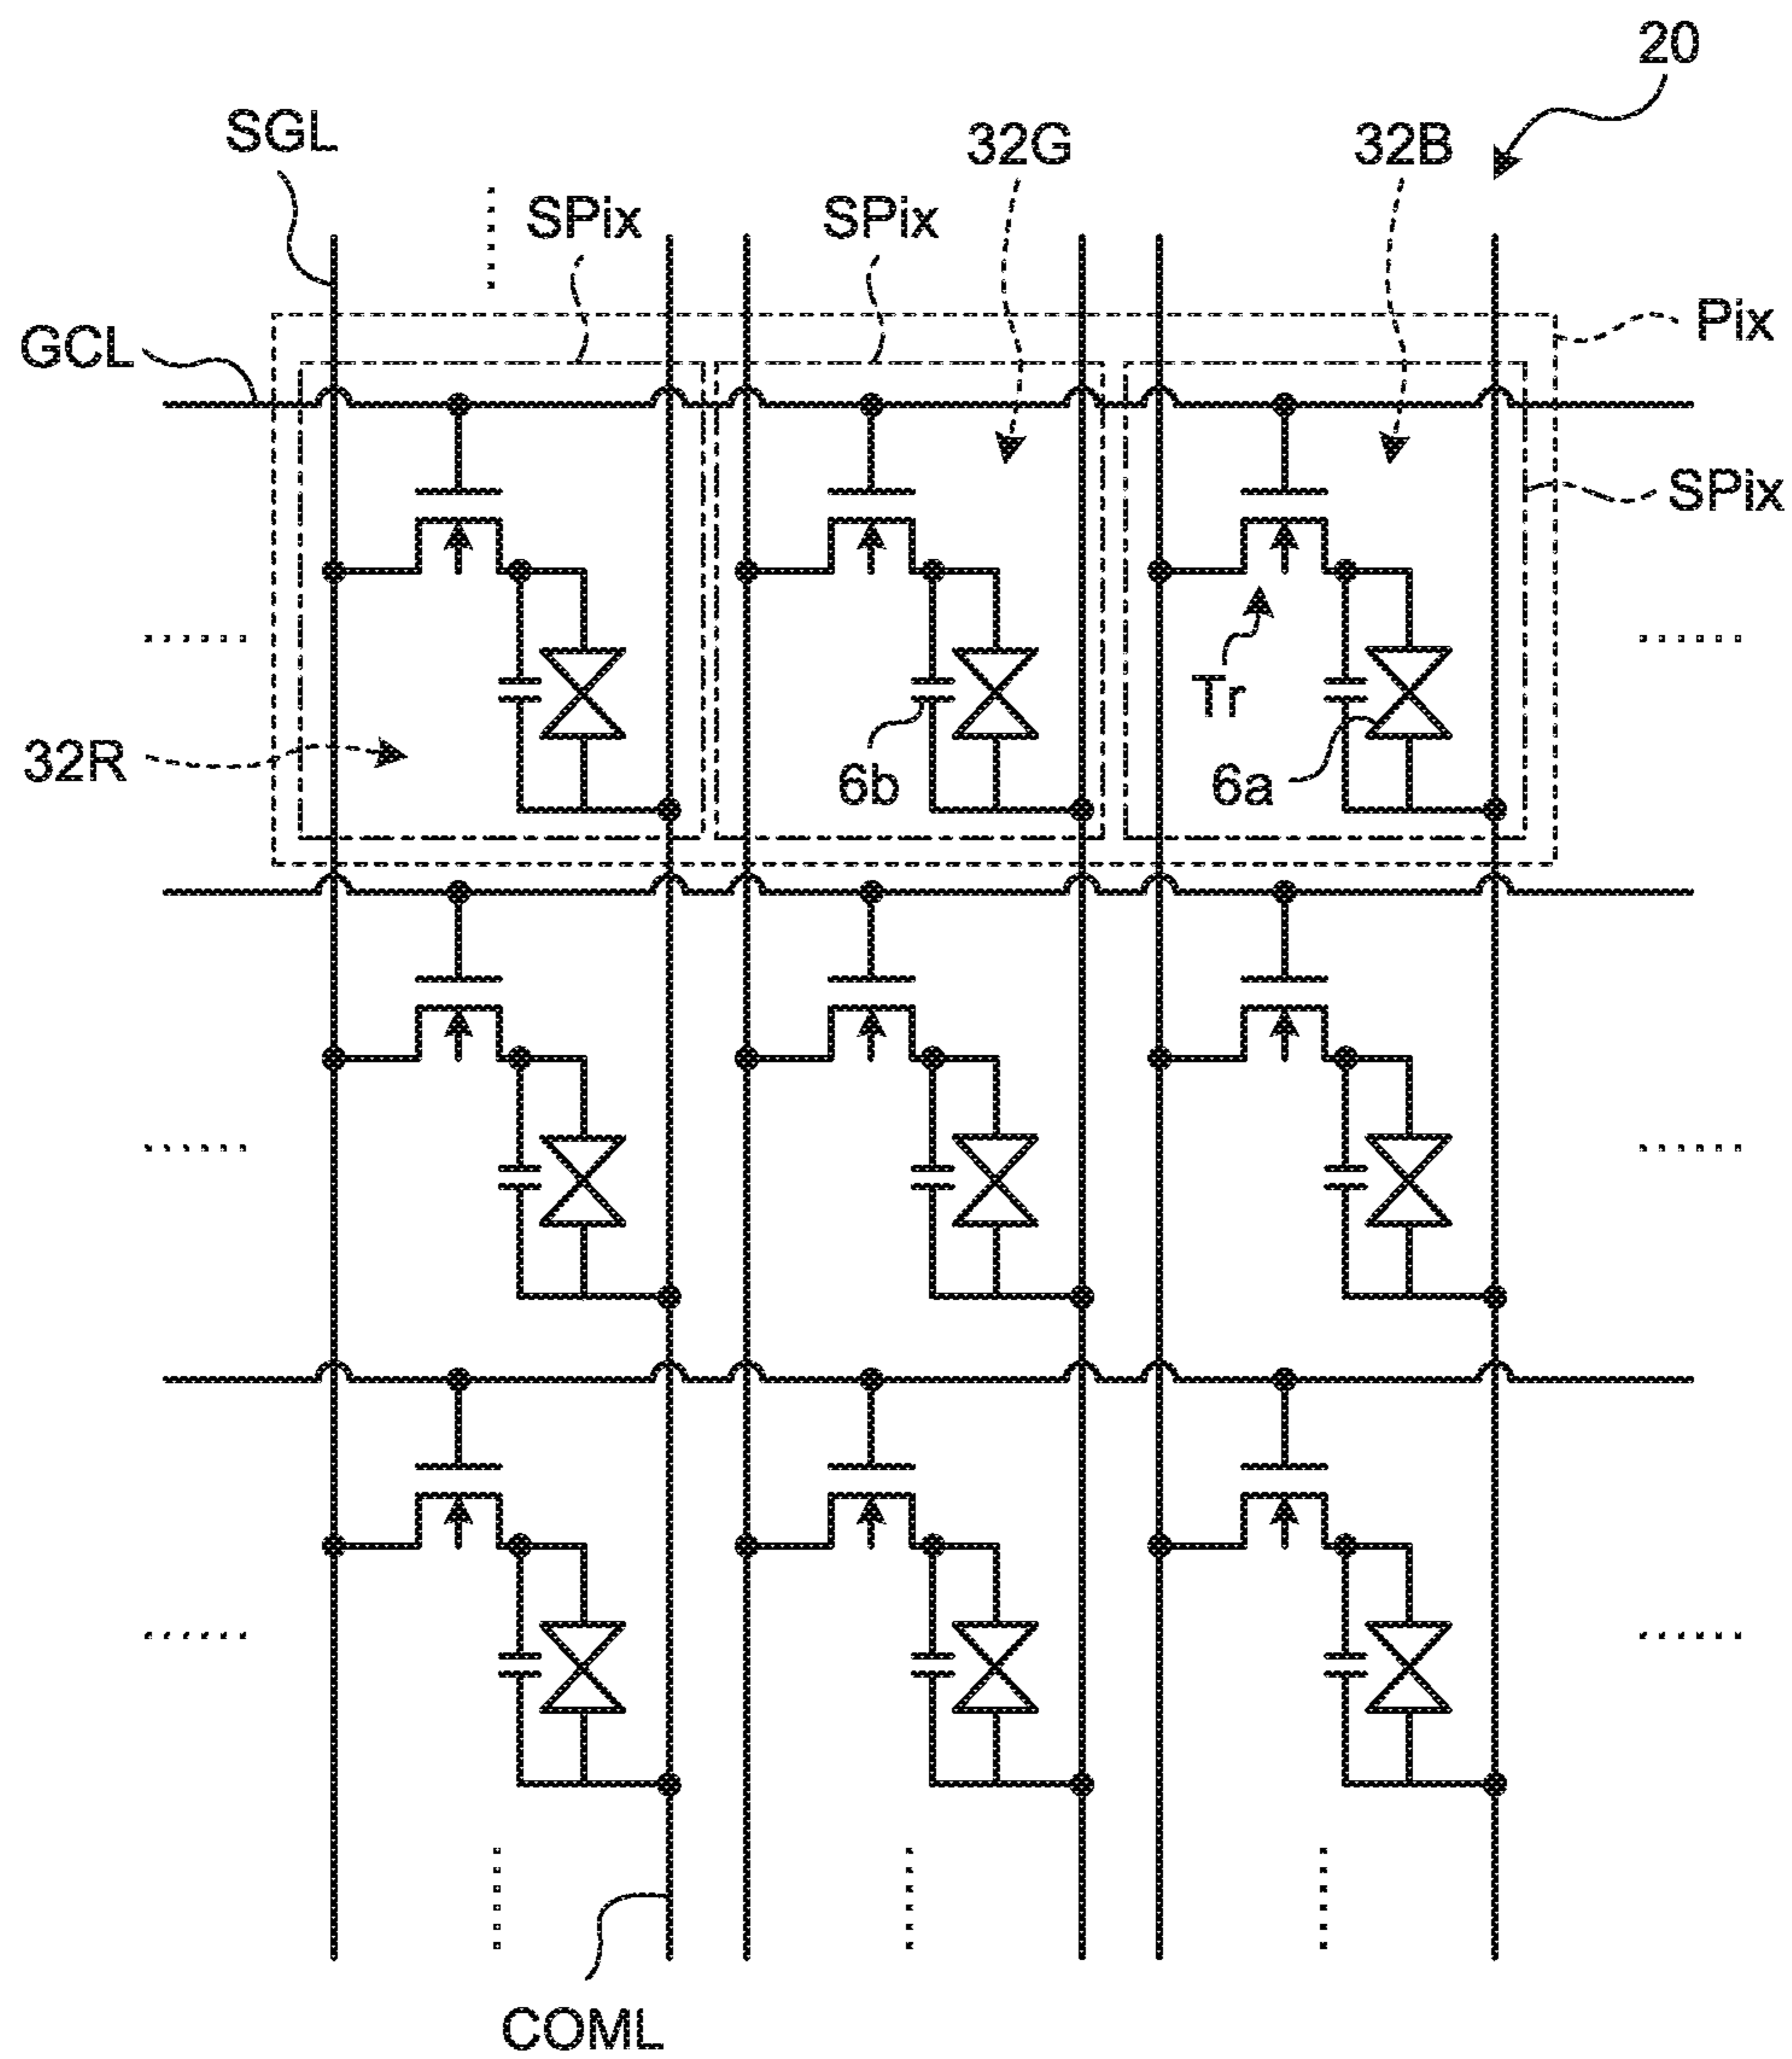 20
SGL
32G
32B
SPix
SPix
Pix
GCL
SPix
Tr
32R
6b
6a
COML